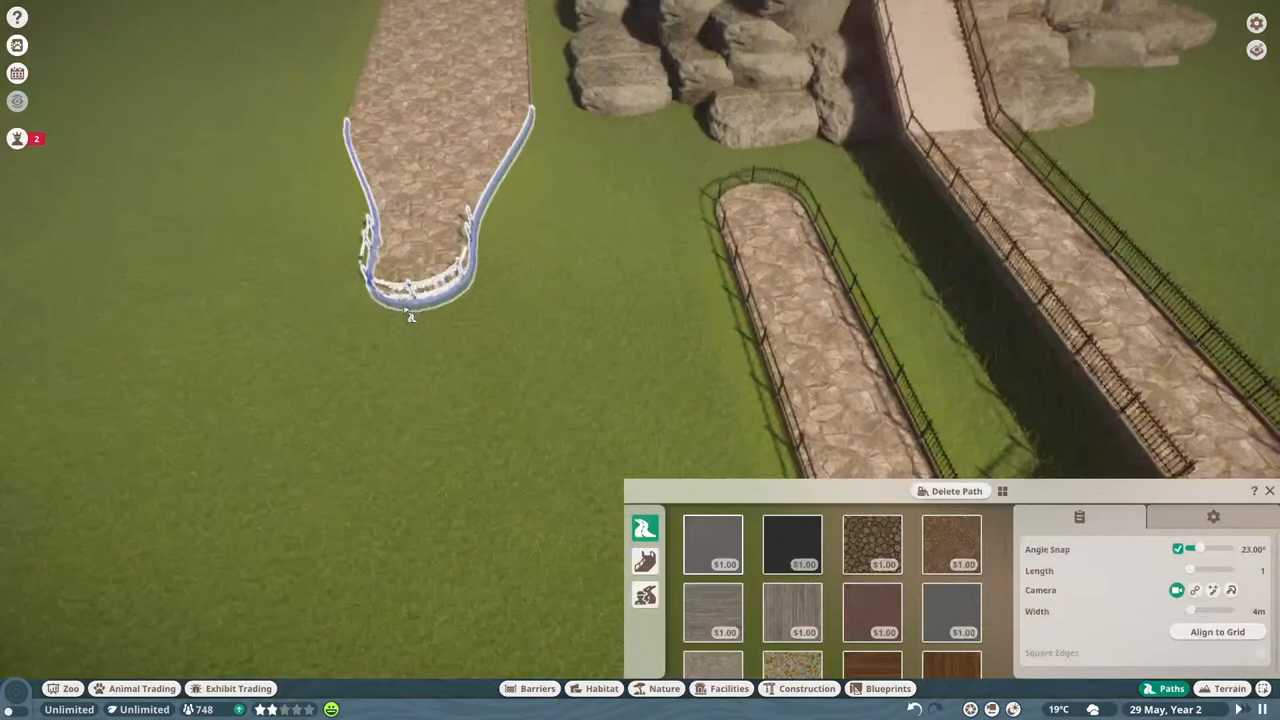 ?
2
Delete Path
?
$1.00 $1.00 $1.00 $1.00
$1.00 $1.00 $1.00 $1.00
Angle Snap 23.00°
Length 1
Camera
Width 4m
Align to Grid
Square Edges
Zoo Animal Trading Exhibit Trading Barriers Habitat Nature Facilities Construction Blueprints Paths Terrain
Unlimited Unlimited 748 19°C 29 May, Year 2